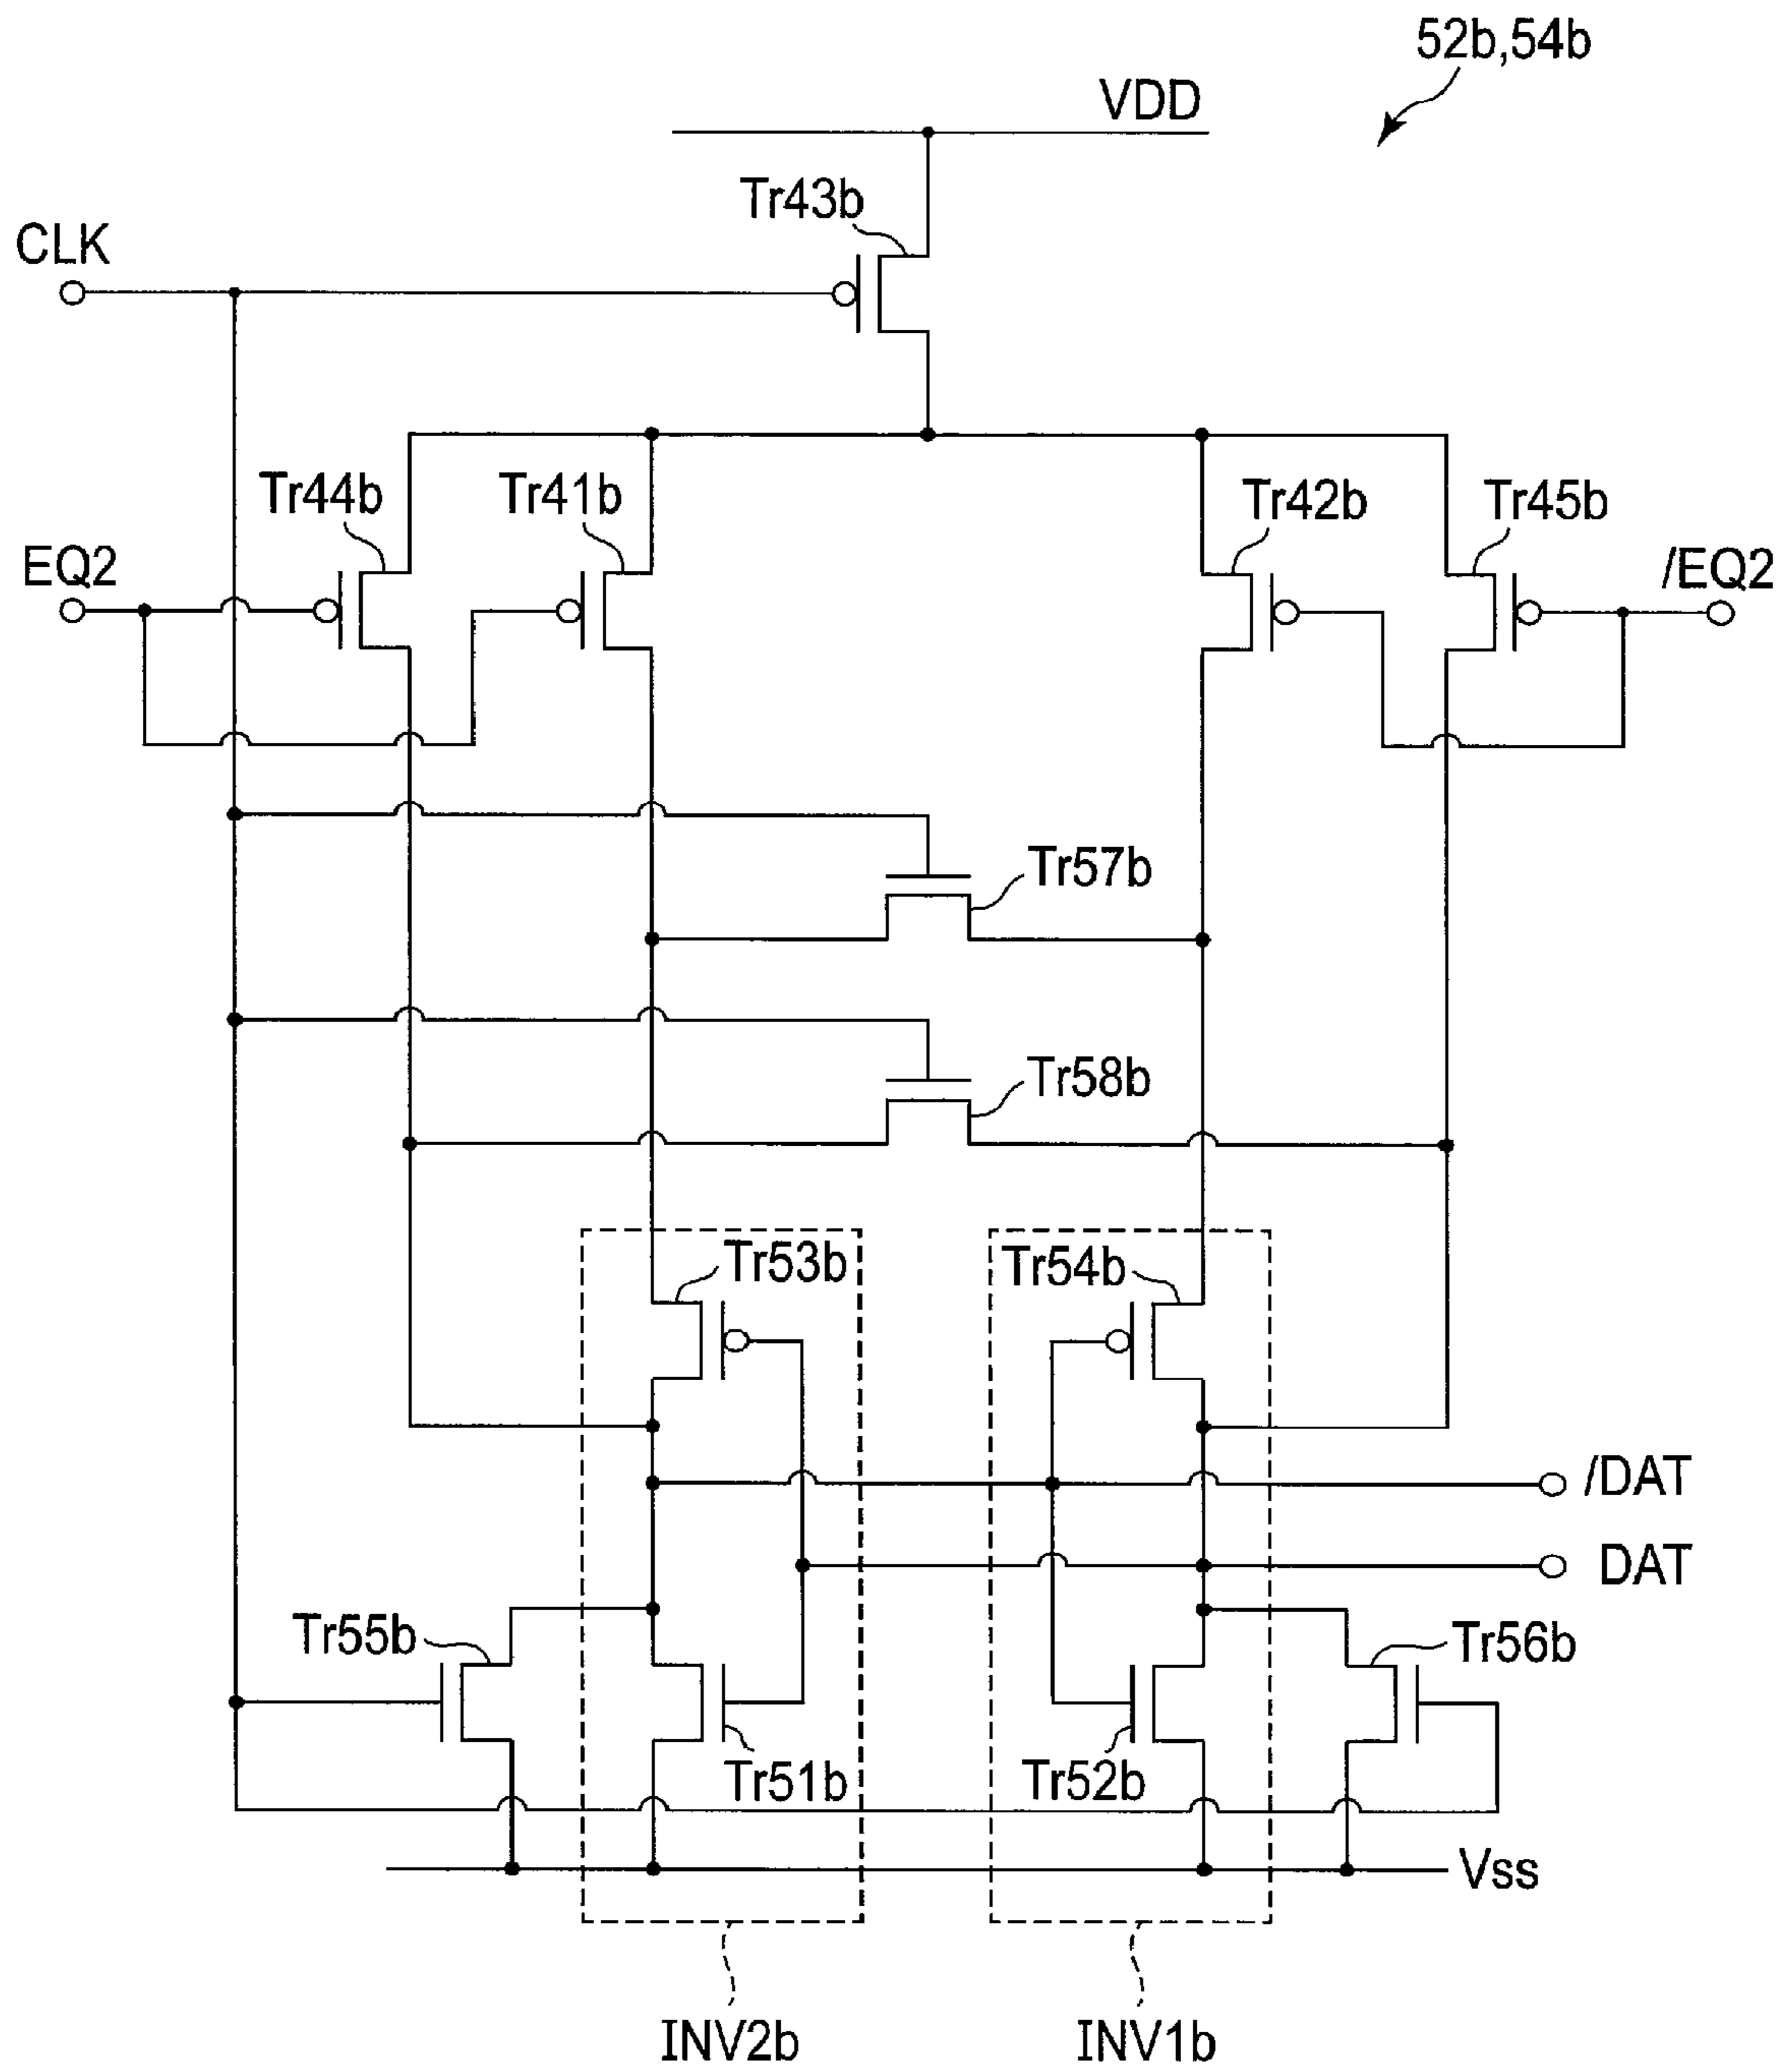 52b,54b
VDD
Tr43b
CLK
Tr44b
Tr41b
Tr42b
Tr45b
EQ2
/EQ2
Tr57b
Tr58b
Tr53b
Tr54b
/DAT
DAT
Tr55b
Tr56b
Tr51b
Tr52b
Vss
INV2b
INV1b